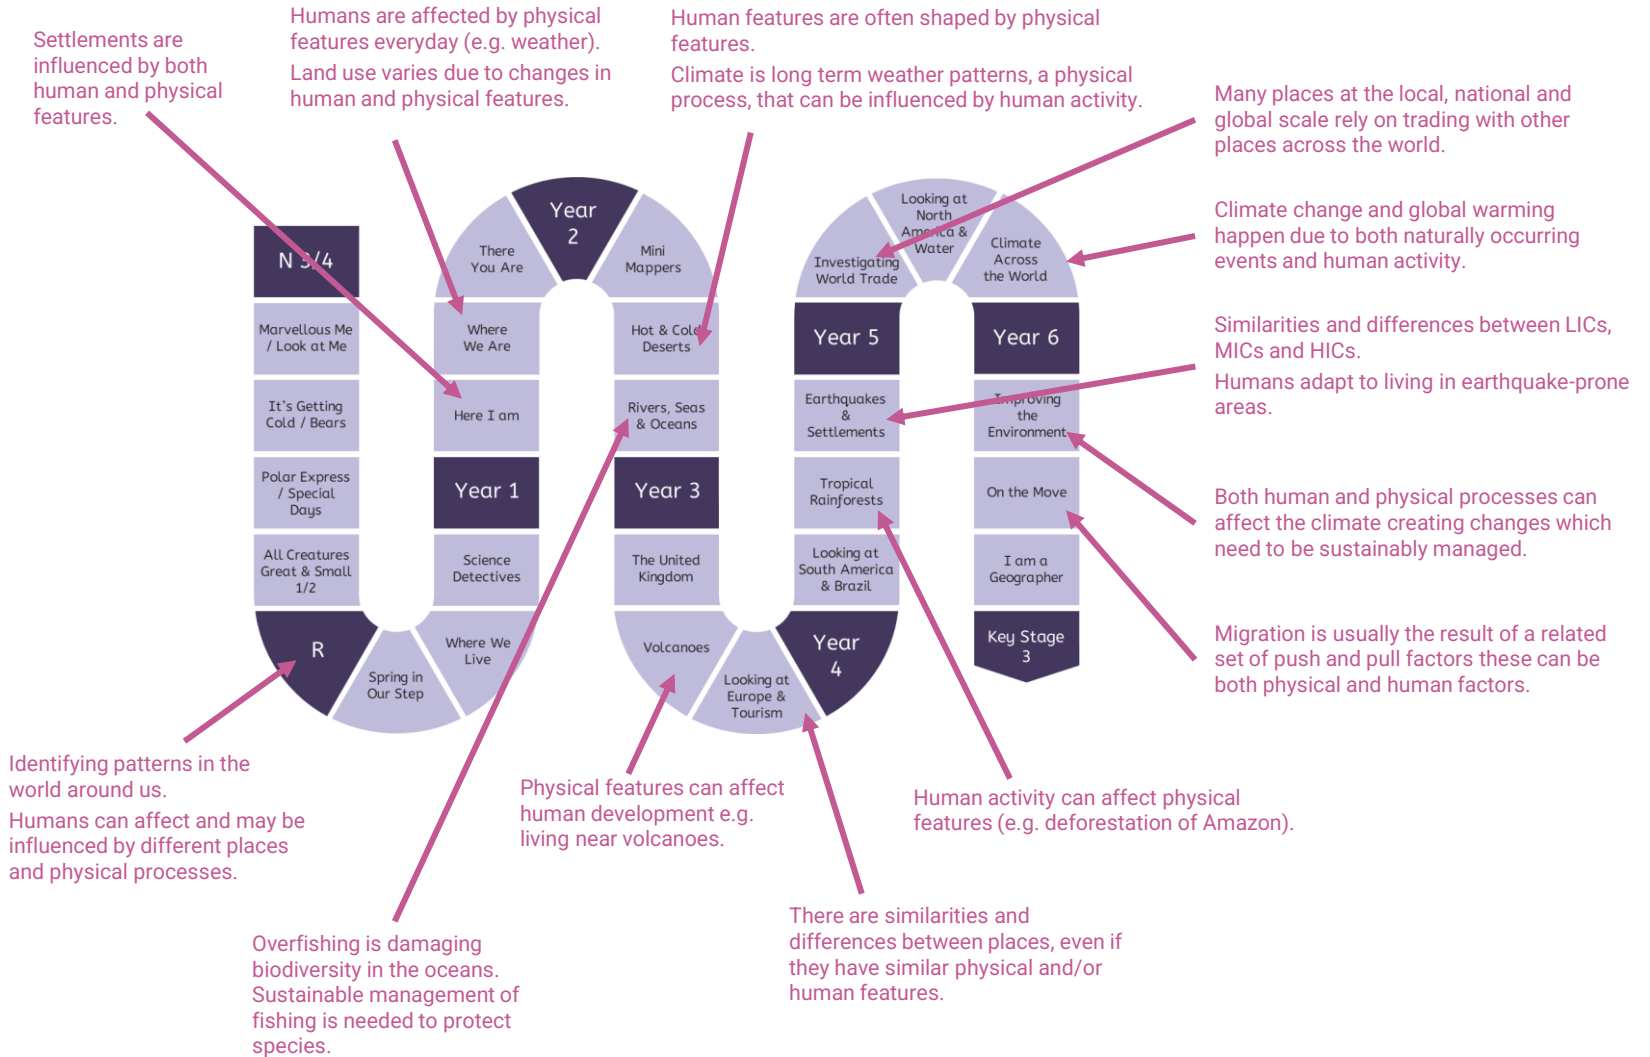 Settlements are
influenced by both
human and physical
features.
Humans are affected by physical
features everyday (e.g. weather).
Land use varies due to changes in
human and physical features.
Human features are often shaped by physical
features.
Climate is long term weather patterns, a physical
process, that can be influenced by human activity.
Many places at the local, national and
global scale rely on trading with other
places across the world.
Climate change and global warming
happen due to both naturally occurring
events and human activity.
Similarities and differences between LICs,
MICs and HICs.
Humans adapt to living in earthquake-prone
areas.
Both human and physical processes can
affect the climate creating changes which
need to be sustainably managed.
Migration is usually the result of a related
set of push and pull factors these can be
both physical and human factors.
N 3/4
Marvellous Me
/ Look at Me
It's Getting
Cold / Bears
Polar Express
/ Special
Days
All Creatures
Great & Small
1/2
R
Spring in
Our Step
Where We
Live
Science
Detectives
Year 1
Here I am
Where
We Are
There
You Are
Year
2
Mini
Mappers
Hot & Cold
Deserts
Rivers, Seas
& Oceans
Year 3
The United
Kingdom
Volcanoes
Looking at
Europe &
Tourism
Year
4
Looking at
South America
& Brazil
Tropical
Rainforests
Earthquakes
&
Settlements
Year 5
Investigating
World Trade
Looking at
North
America &
Water
Climate
Across
the World
Year 6
Improving
the
Environment
On the Move
I am a
Geographer
Key Stage
3
Identifying patterns in the
world around us.
Humans can affect and may be
influenced by different places
and physical processes.
Overfishing is damaging
biodiversity in the oceans.
Sustainable management of
fishing is needed to protect
species.
Physical features can affect
human development e.g.
living near volcanoes.
There are similarities and
differences between places, even if
they have similar physical and/or
human features.
Human activity can affect physical
features (e.g. deforestation of Amazon).